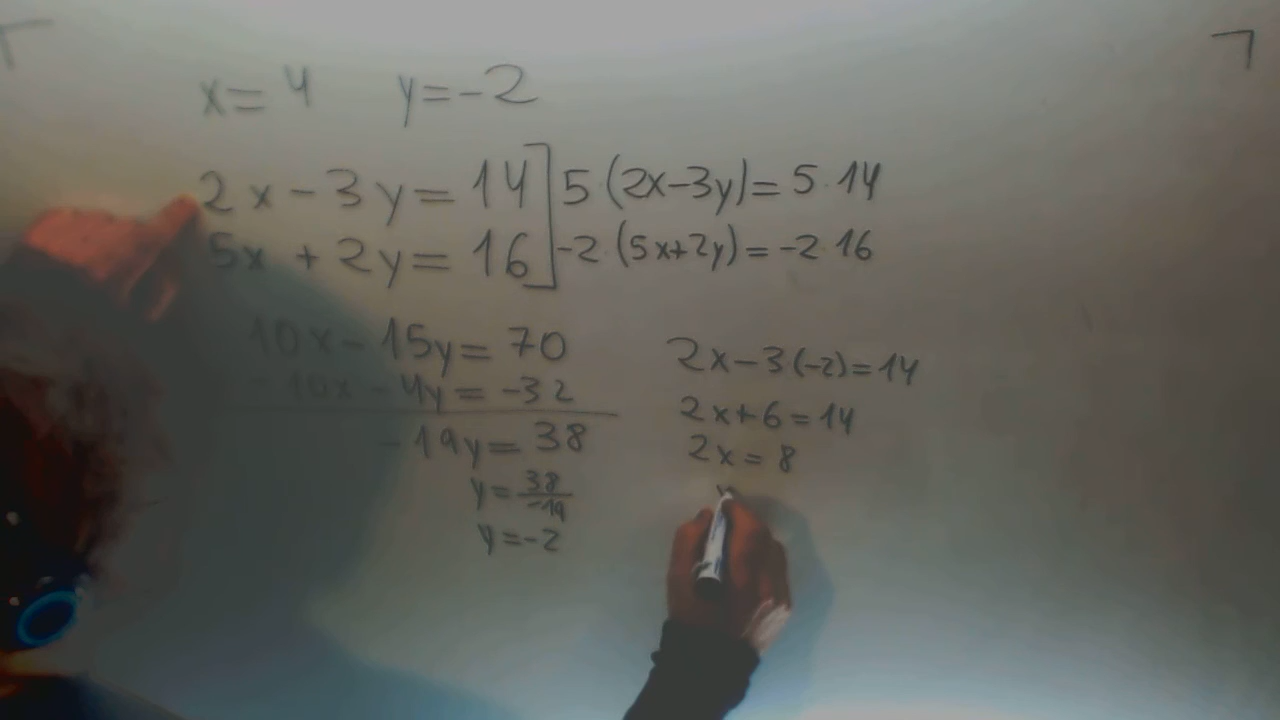 x=4 y=-2
2x-3y=14] 5(2x-3y)=5·14
5x+2y=16] -2(5x+2y)=-2·16
10x-15y=70
-10x-4y=-32
-19y=38
y=38/-19
y=-2
2x-3(-2)=14
2x+6=14
2x=8